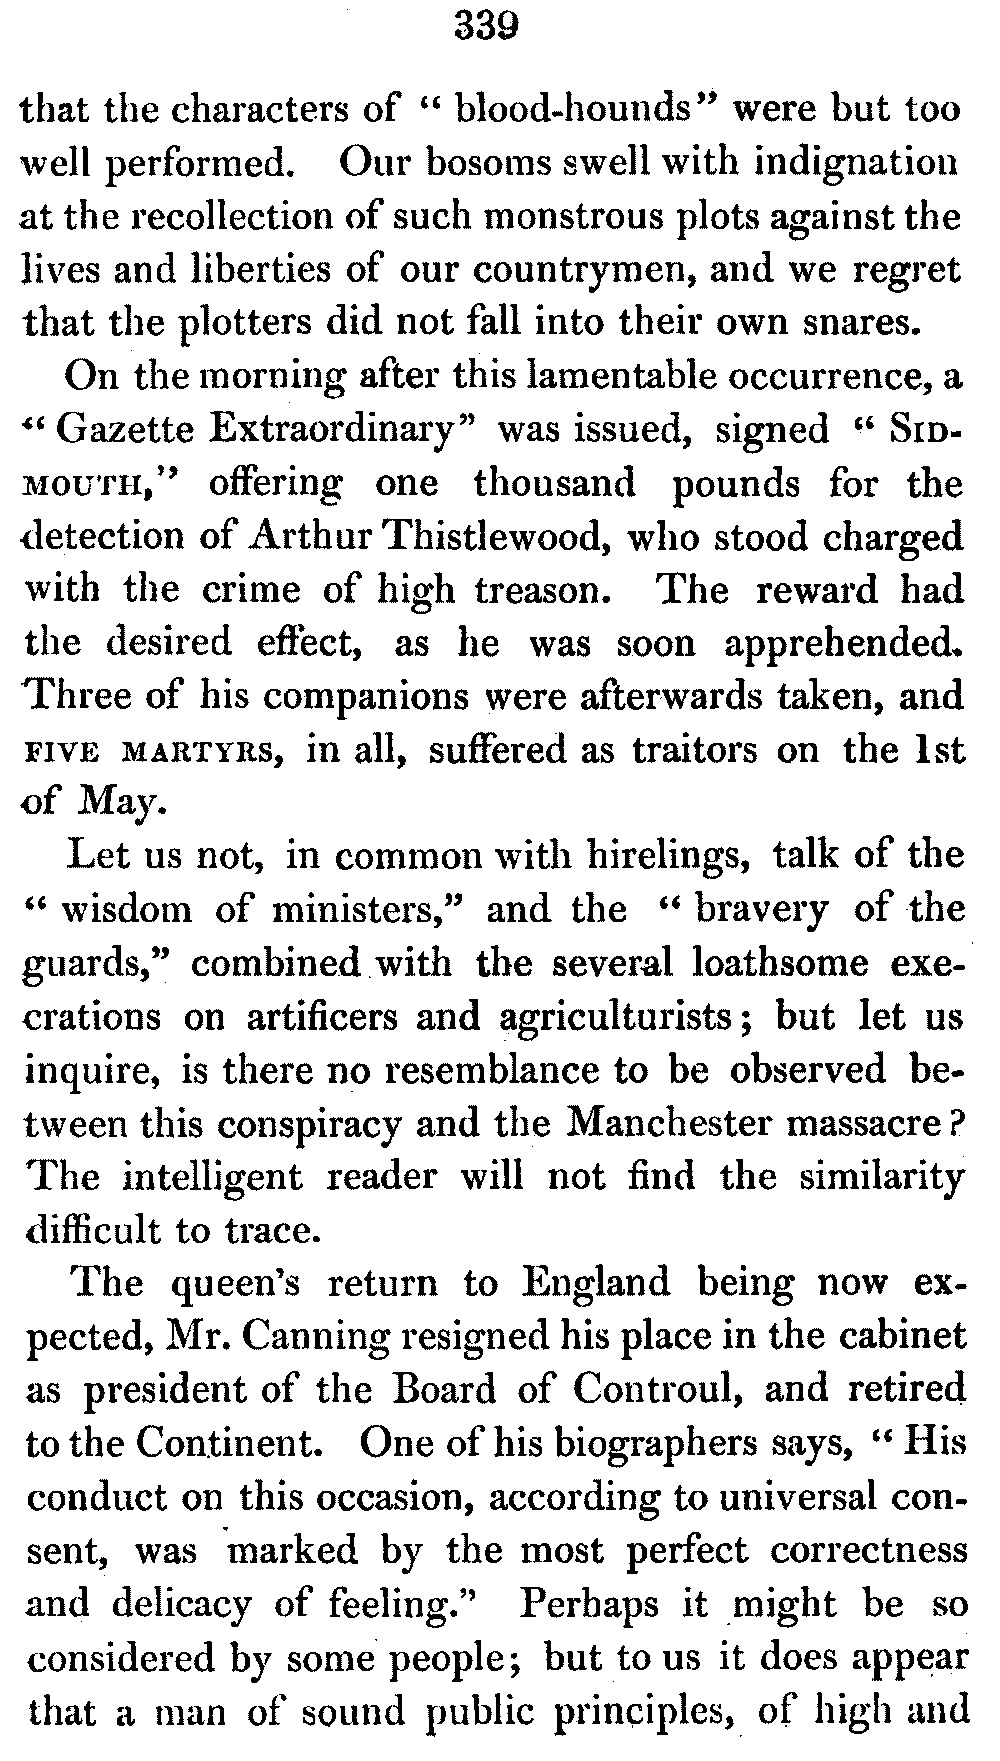 339
that the characters of “ blood-hounds” were but too
well performed. Our bosoms swell with indignation
at the recollection of such monstrous plots against the
lives and liberties of our countrymen, and we regret
that the plotters did not fall into their own snares.
On the morning after this lamentable occurrence, a
“ Gazette Extraordinary” was issued, signed “ SID-
MOUTH,” offering one thousand pounds for the
detection of Arthur Thistlewood, who stood charged
with the crime of high treason. The reward had
the desired effect, as he was soon apprehended.
Three of his companions were afterwards taken, and
FIVE MARTYRS, in all, suffered as traitors on the 1st
of May.
Let us not, in common with hirelings, talk of the
“ wisdom of ministers,” and the “ bravery of the
guards,” combined with the several loathsome exe-
crations on artificers and agriculturists; but let us
inquire, is there no resemblance to be observed be-
tween this conspiracy and the Manchester massacre?
The intelligent reader will not find the similarity
difficult to trace.
The queen’s return to England being now ex-
pected, Mr. Canning resigned his place in the cabinet
as president of the Board of Controul, and retired
to the Continent. One of his biographers says, “ His
conduct on this occasion, according to universal con-
sent, was marked by the most perfect correctness
and delicacy of feeling.” Perhaps it might be so
considered by some people; but to us it does appear
that a man of sound public principles, of high and